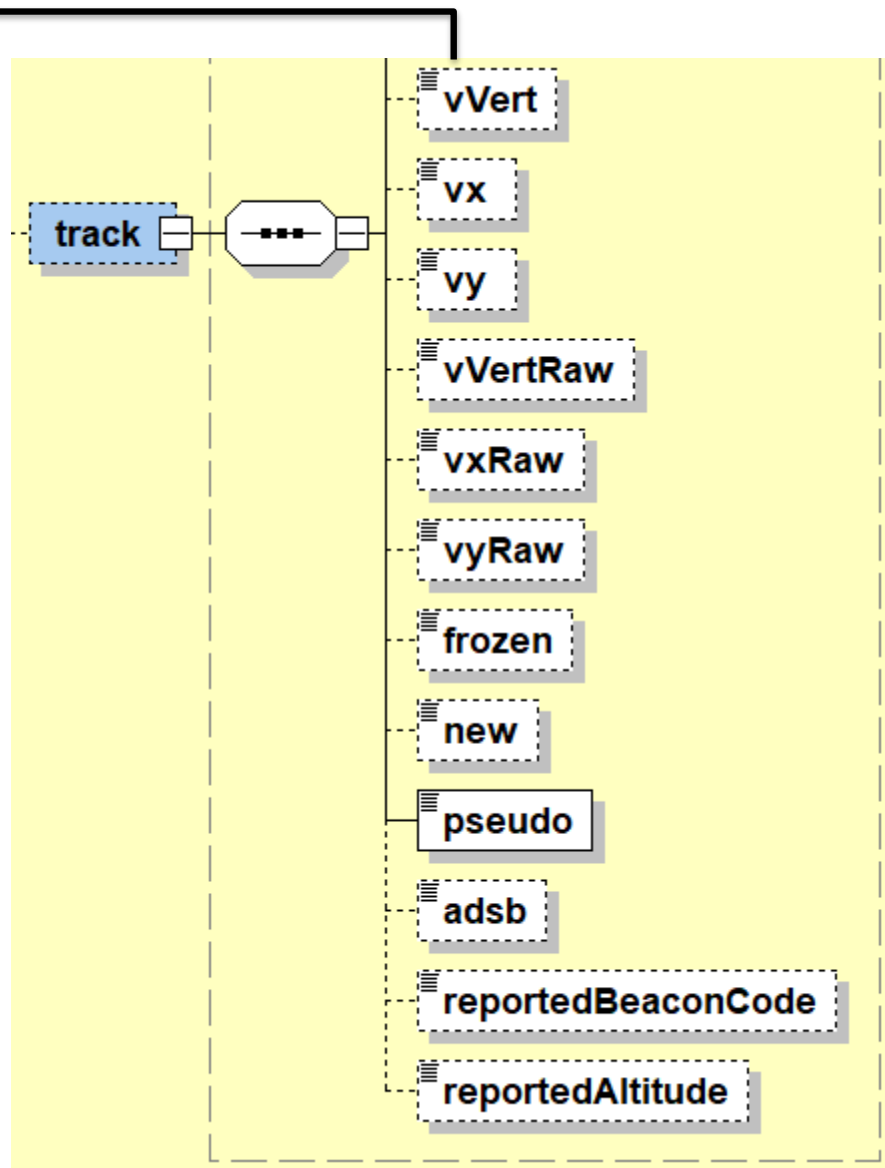 vVert
vx
track
vy
vVertRaw
vxRaw
vyRaw
frozen
new
pseudo
adsb
reportedBeaconCode
reportedAltitude